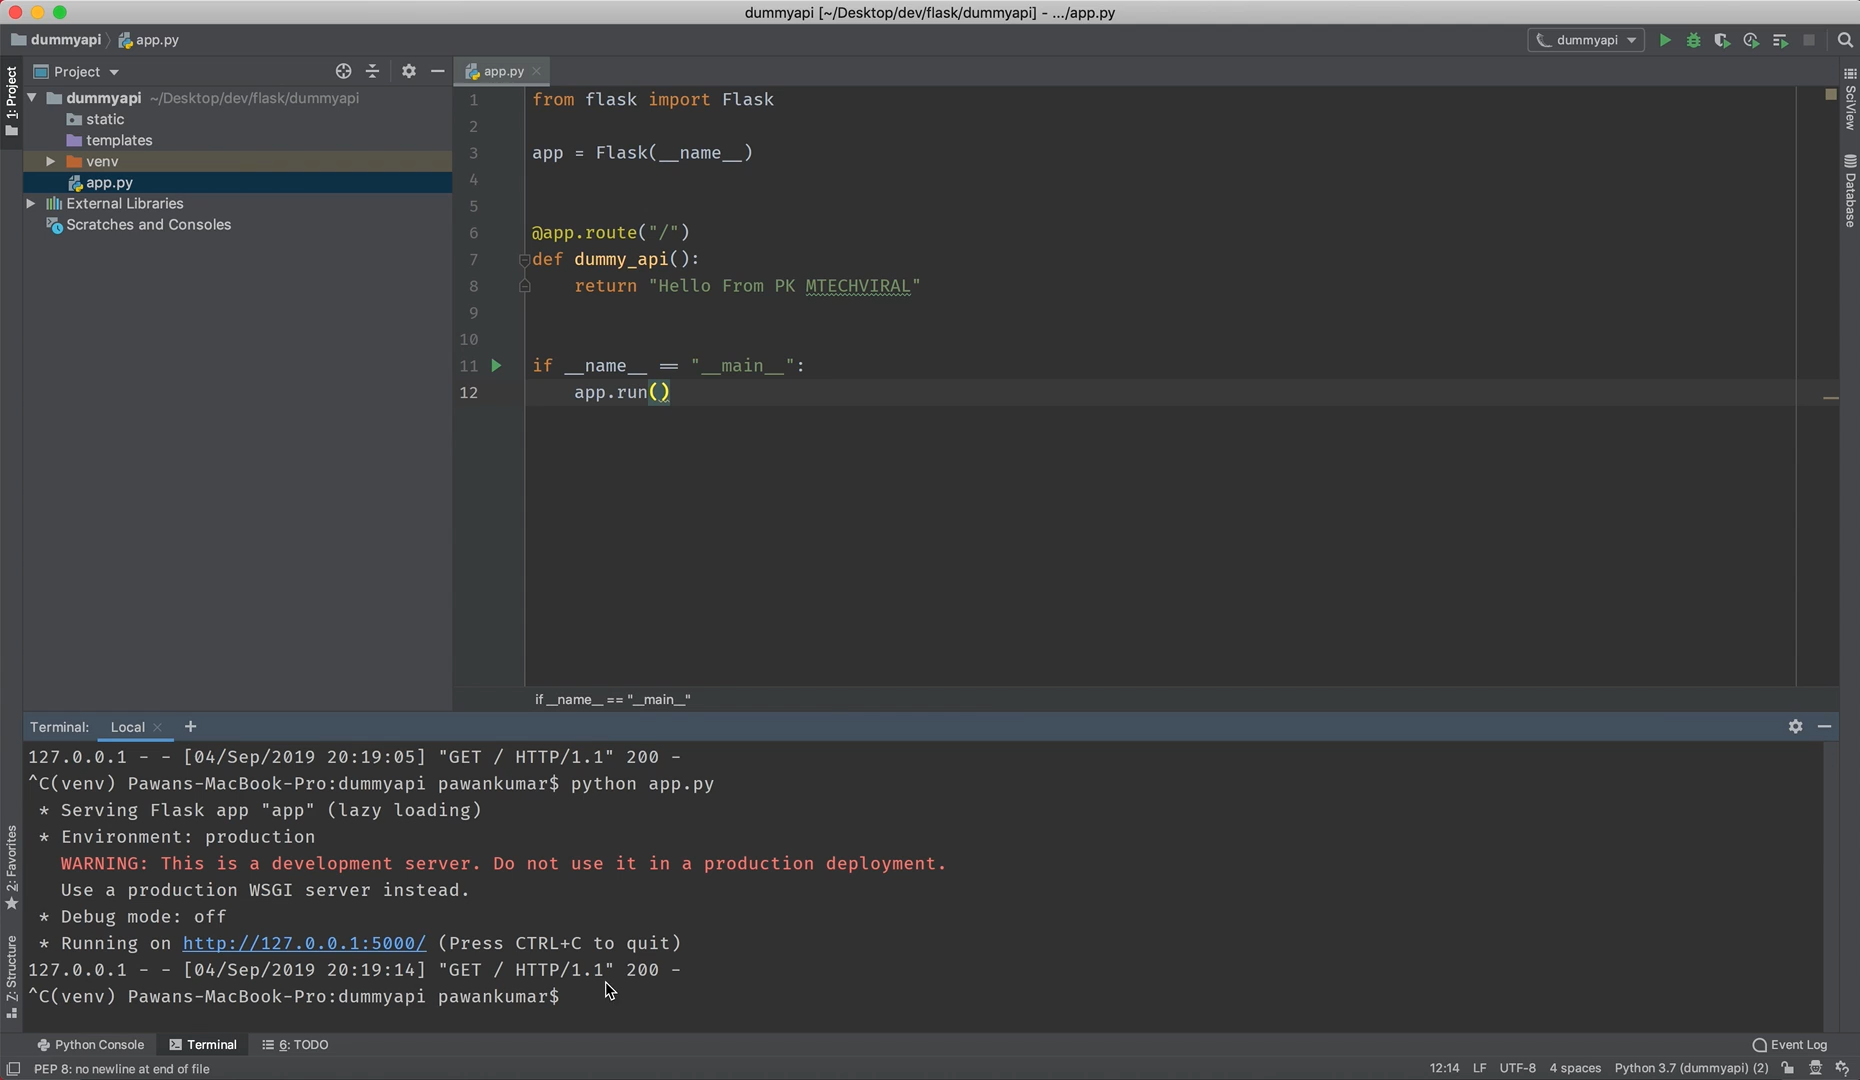 dummyapi [~/Desktop/dev/flask/dummyapi] - .../app.py
dummyapi app.py dummyapi
1: Project
Project
app.py
dummyapi ~/Desktop/dev/flask/dummyapi
static
templates
venv
app.py
External Libraries
Scratches and Consoles
1 from flask import Flask
2
3 app = Flask(__name__)
4
5
6 @app.route("/")
7 def dummy_api():
8 return "Hello From PK MTECHVIRAL"
9
10
11 if __name__ == "__main__":
12 app.run()
if __name__ == "__main__"
SciView
Database
Terminal: Local +
127.0.0.1 - - [04/Sep/2019 20:19:05] "GET / HTTP/1.1" 200 -
^C(venv) Pawans-MacBook-Pro:dummyapi pawankumar$ python app.py
* Serving Flask app "app" (lazy loading)
* Environment: production
WARNING: This is a development server. Do not use it in a production deployment.
Use a production WSGI server instead.
* Debug mode: off
* Running on http://127.0.0.1:5000/ (Press CTRL+C to quit)
127.0.0.1 - - [04/Sep/2019 20:19:14] "GET / HTTP/1.1" 200 -
^C(venv) Pawans-MacBook-Pro:dummyapi pawankumar$
2: Favorites
Z: Structure
Python Console Terminal 6: TODO Event Log
PEP 8: no newline at end of file 12:14 LF UTF-8 4 spaces Python 3.7 (dummyapi) (2)